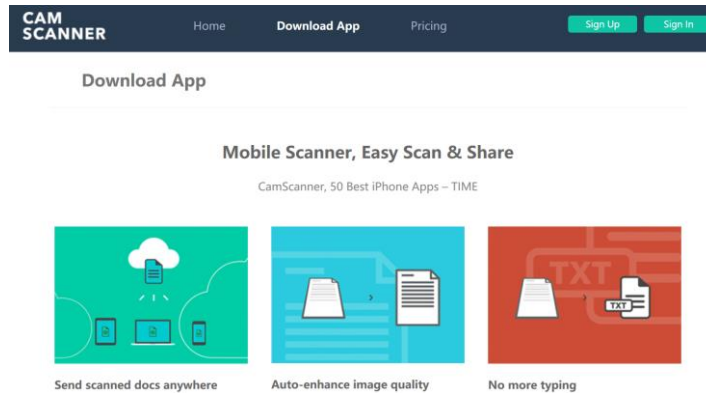 CAM
SCANNER
Home
Download App
Pricing
Sign Up
Sign In
Download App
Mobile Scanner, Easy Scan & Share
CamScanner, 50 Best iPhone Apps – TIME
TXT
TXT
Send scanned docs anywhere
Auto-enhance image quality
No more typing